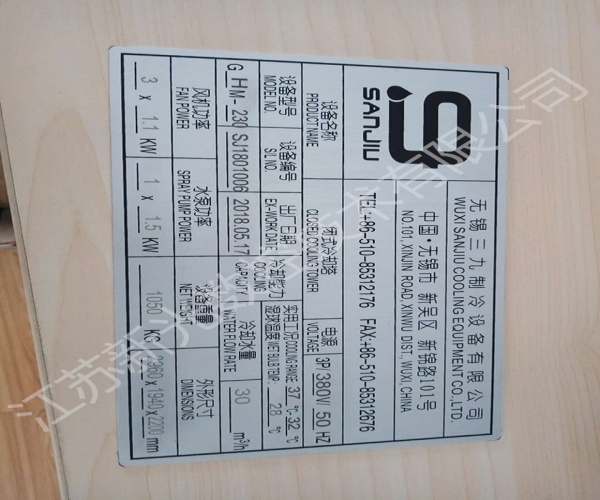 SANJIU
无锡三九制冷设备有限公司
WUXI SANJIU COOLING EQUIPMENT CO.,LTD.
中国·无锡市 新吴区 新锦路101号
NO.101, XINJIN ROAD, XINWU DIST., WUXI, CHINA
TEL:+86-510-85312176 FAX:+86-510-85312676
设备名称 闭式冷却塔 电源 3P 380V/ 50 HZ
PRODUCT NAME CLOSED COOLING TOWER VOLTAGE
设备型号 设备编号 出厂日期 冷却能力 实用工况 COOLING RANGE: 37 ℃- 32 ℃
MODEL NO. S/L NO. EX-WORK DATE COOLING CAPACITY 湿球温度 WET BULB TEMP.: 28 ℃
GHM-230 SJ1801006 2018.05.17 冷却水量 WATER FLOW RATE 30 m³/h
风机功率 水泵功率 设备重量 外形尺寸
FAN POWER SPRAY PUMP POWER NET WEIGHT DIMENSIONS
3 x 1.1 KW 1 x 1.5 KW 1050 KG 2860x1940x2200 mm